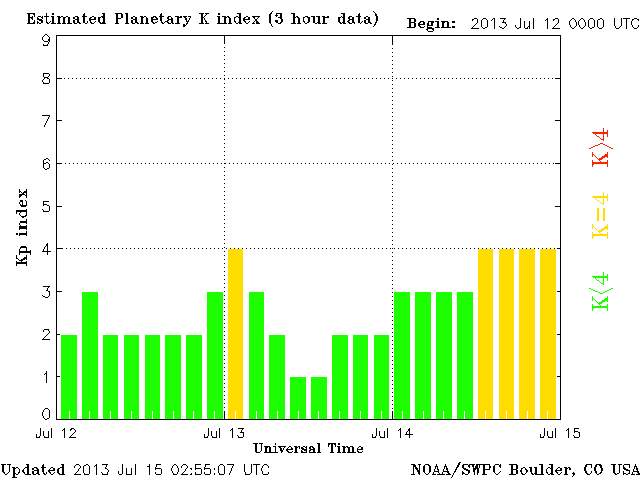 Estimated Planetary K index (3 hour data) Begin: 2013 Jul 12 0000 UTC
9
8
7
6
5
4
3
2
1
0
Kp index
K>4
K=4
K<4
Jul 12 Jul 13 Jul 14 Jul 15
Universal Time
Updated 2013 Jul 15 02:55:07 UTC NOAA/SWPC Boulder, CO USA